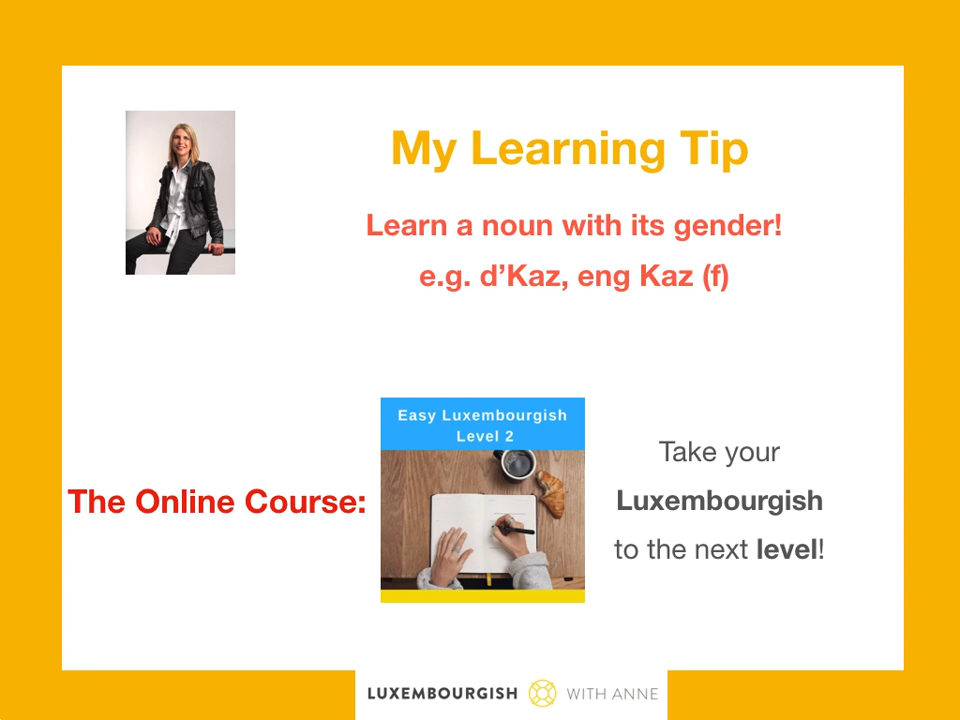 My Learning Tip
Learn a noun with its gender!
e.g. d’Kaz, eng Kaz (f)
Easy Luxembourgish
Level 2
The Online Course:
Take your
Luxembourgish
to the next level!
LUXEMBOURGISH WITH ANNE